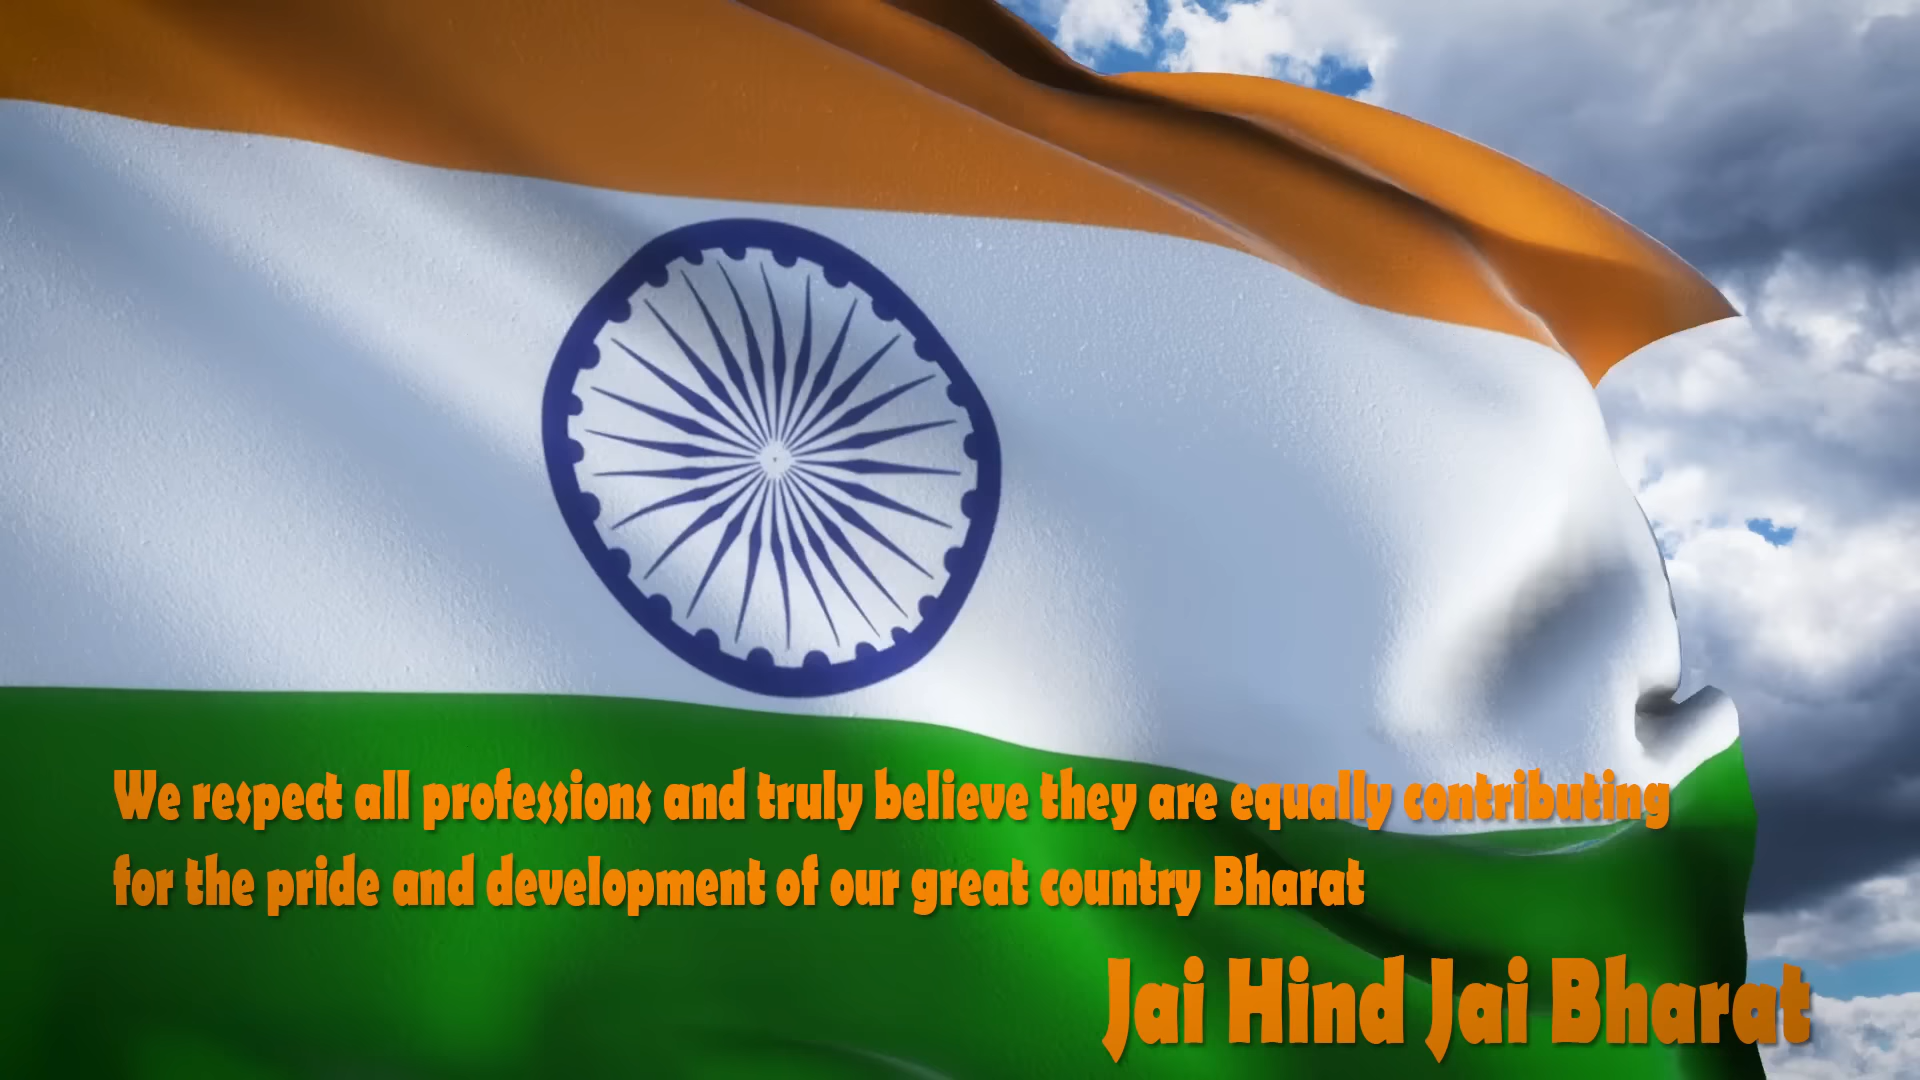 We respect all professions and truly believe they are equally contributing
for the pride and development of our great country Bharat
Jai Hind Jai Bharat